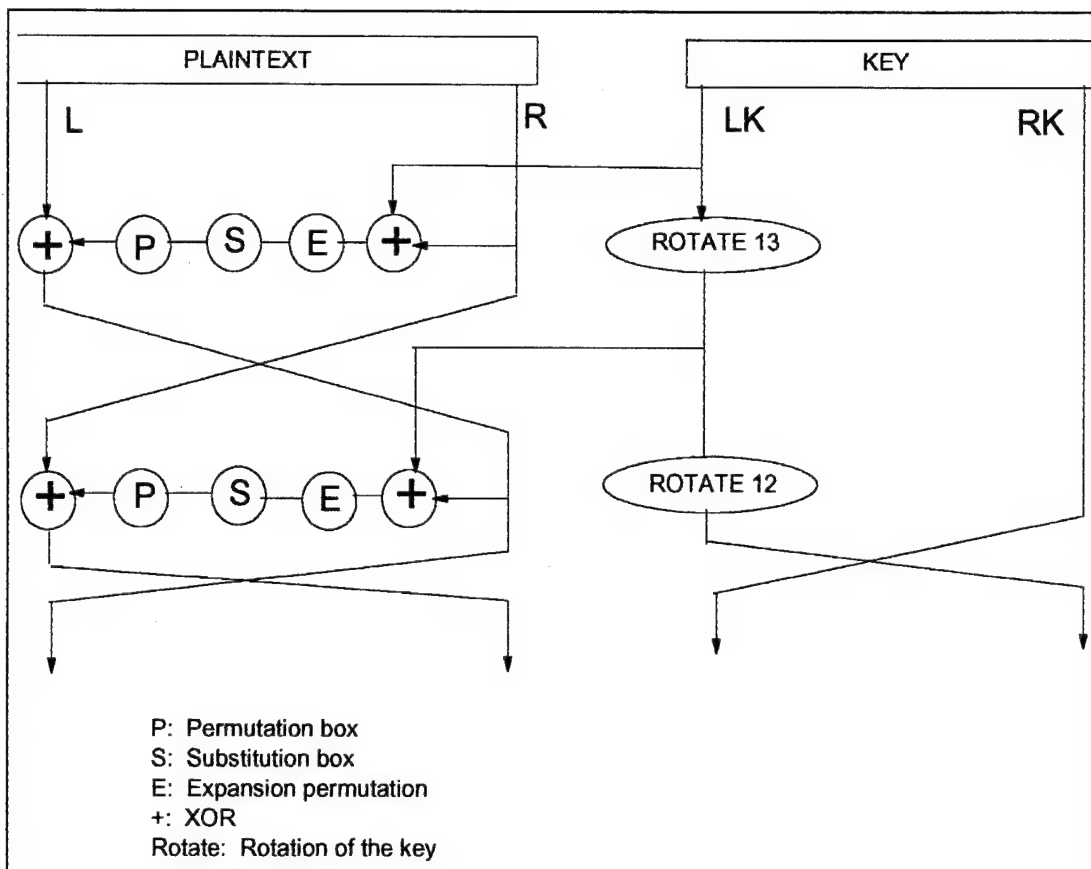 PLAINTEXT
KEY
L
R
LK
RK
+
P
S
E
+
ROTATE 13
+
P
S
E
+
ROTATE 12
P: Permutation box
S: Substitution box
E: Expansion permutation
+: XOR
Rotate: Rotation of the key